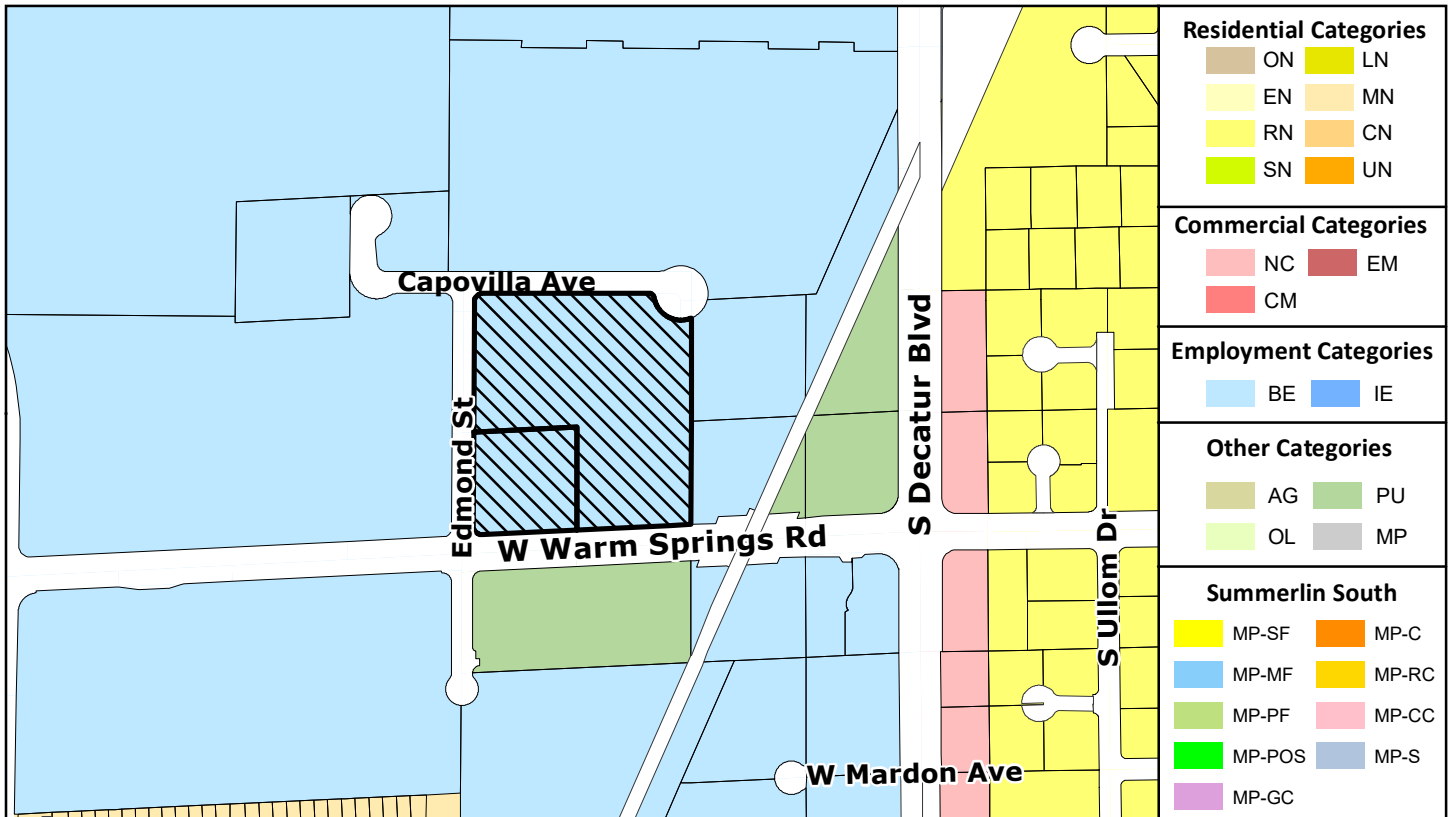 Capovilla Ave
Edmond St
W Warm Springs Rd
S Decatur Blvd
S Ullom Dr
W Mardon Ave
Residential Categories
ON LN
EN MN
RN CN
SN UN
Commercial Categories
NC EM
CM
Employment Categories
BE IE
Other Categories
AG PU
OL MP
Summerlin South
MP-SF MP-C
MP-MF MP-RC
MP-PF MP-CC
MP-POS MP-S
MP-GC